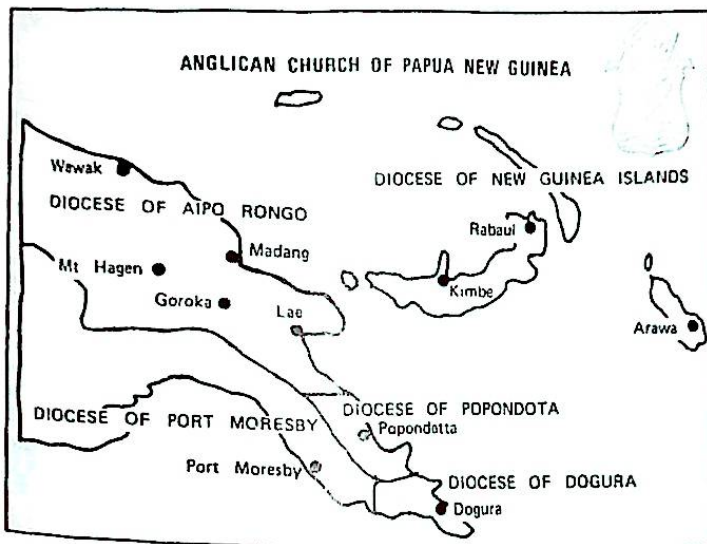 ANGLICAN CHURCH OF PAPUA NEW GUINEA
DIOCESE OF NEW GUINEA ISLANDS
Wewak
DIOCESE OF AIPO RONGO
Rabaul
Madang
Mt Hagen
Kimbe
Goroka
Lae
Arawa
DIOCESE OF POPONDOTA
DIOCESE OF PORT MORESBY
Popondotta
Port Moresby
DIOCESE OF DOGURA
Dogura